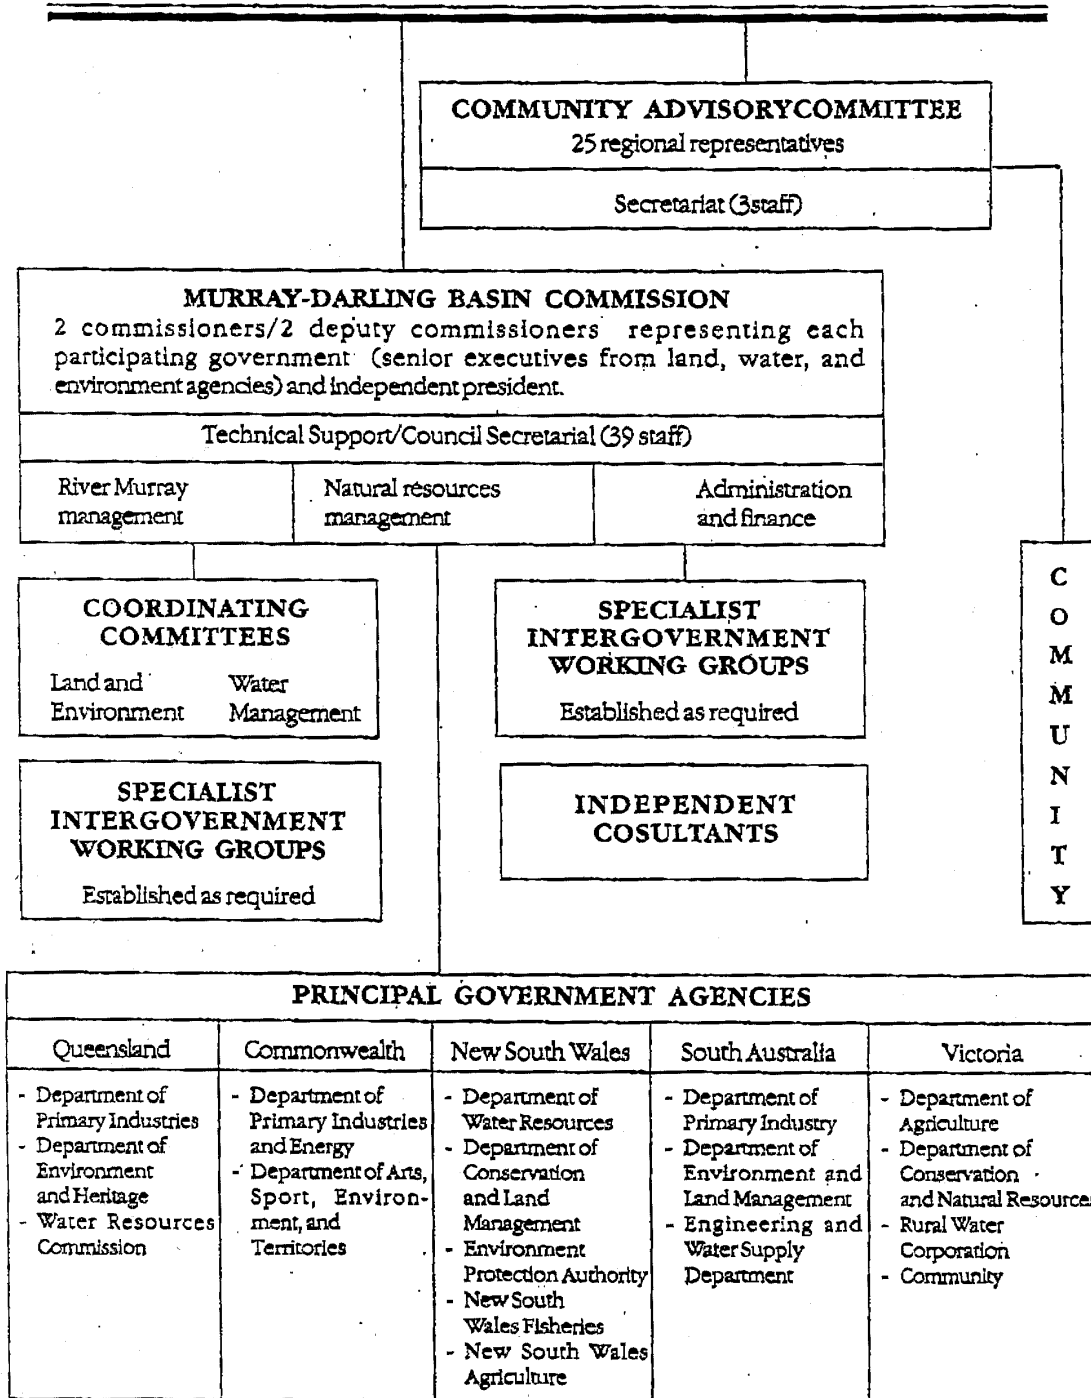 COMMUNITY ADVISORYCOMMITTEE
25 regional representatives
Secretariat (3staff)
MURRAY-DARLING BASIN COMMISSION
2 commissioners/2 deputy commissioners representing each
participating government (senior executives from land, water, and
environment agencies) and independent president.
Technical Support/Council Secretarial (39 staff)
River Murray
management
Natural resources
management
Administration
and finance
COORDINATING
COMMITTEES
Land and
Environment
Water
Management
SPECIALIST
INTERGOVERNMENT
WORKING GROUPS
Established as required
SPECIALIST
INTERGOVERNMENT
WORKING GROUPS
Established as required
INDEPENDENT
COSULTANTS
C
O
M
M
U
N
I
T
Y
PRINCIPAL GOVERNMENT AGENCIES
Queensland
- Department of
Primary Industries
- Department of
Environment
and Heritage
- Water Resources
Commission
Commonwealth
- Department of
Primary Industries
and Energy
- Department of Arts,
Sport, Environ-
ment, and
Territories
New South Wales
- Department of
Water Resources
- Department of
Conservation
and Land
Management
- Environment
Protection Authority
- New South
Wales Fisheries
- New South Wales
Agriculture
South Australia
- Department of
Primary Industry
- Department of
Environment and
Land Management
- Engineering and
Water Supply
Department
Victoria
- Department of
Agriculture
- Department of
Conservation
and Natural Resources
- Rural Water
Corporation
- Community